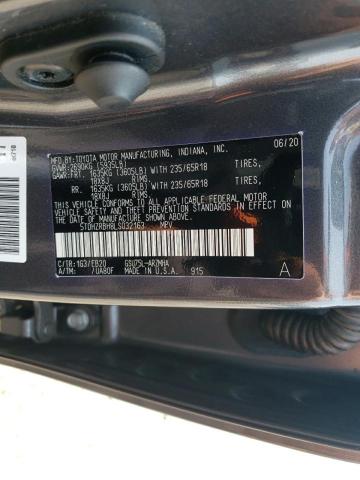 MFD. BY: TOYOTA MOTOR MANUFACTURING, INDIANA, INC. 06/20
GVWR: 2690KG (5935LB)
GAWR: FRT. 1635KG (3605LB) WITH 235/65R18 TIRES,
18X8J RIMS,
RR. 1635KG (3605LB) WITH 235/65R18 TIRES,
18X8J RIMS,
THIS VEHICLE CONFORMS TO ALL APPLICABLE FEDERAL MOTOR
VEHICLE SAFETY, BUMPER, AND THEFT PREVENTION STANDARDS IN
EFFECT ON THE DATE OF MANUFACTURE SHOWN ABOVE.
5TDHZRBH8LS032163 MPV
C/TR: 1G3/EB20 GSU75L-ARZMHA
A/TM: /UA80F MADE IN U.S.A. 915 A